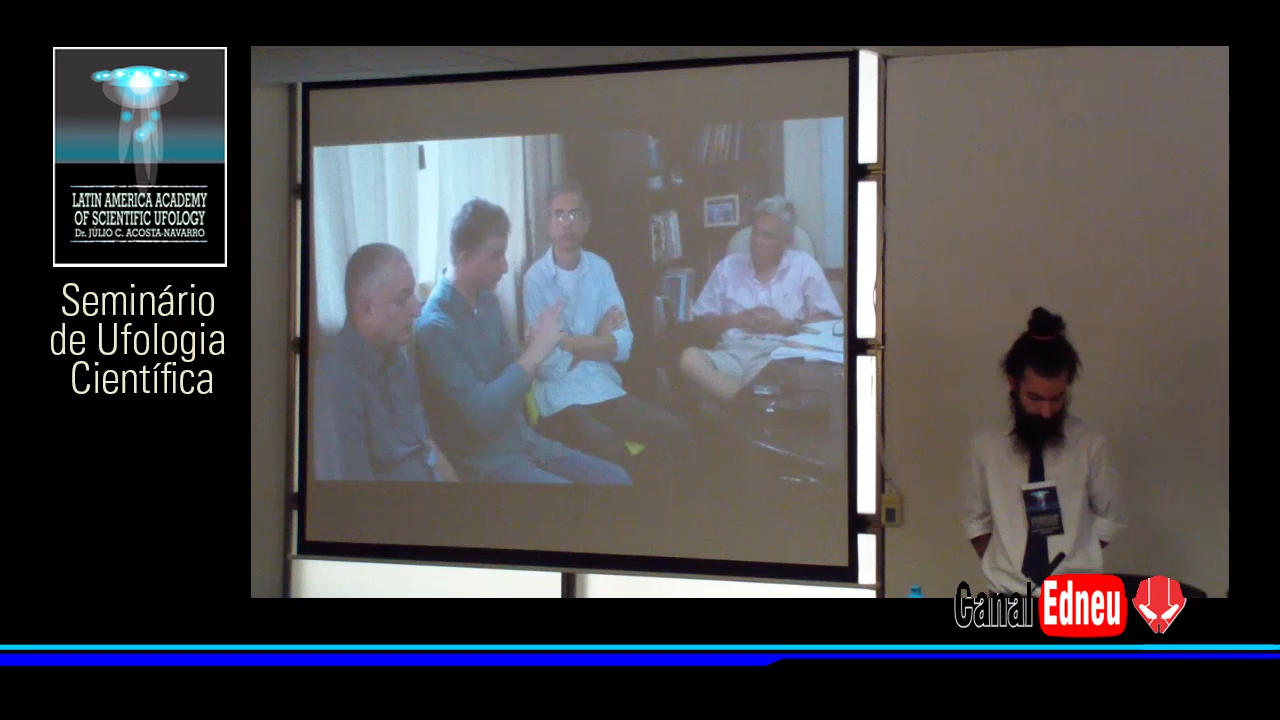 LATIN AMERICA ACADEMY
OF SCIENTIFIC UFOLOGY
Dr. JÚLIO C. ACOSTA-NAVARRO
Seminário
de Ufologia
Científica
Canal Edneu